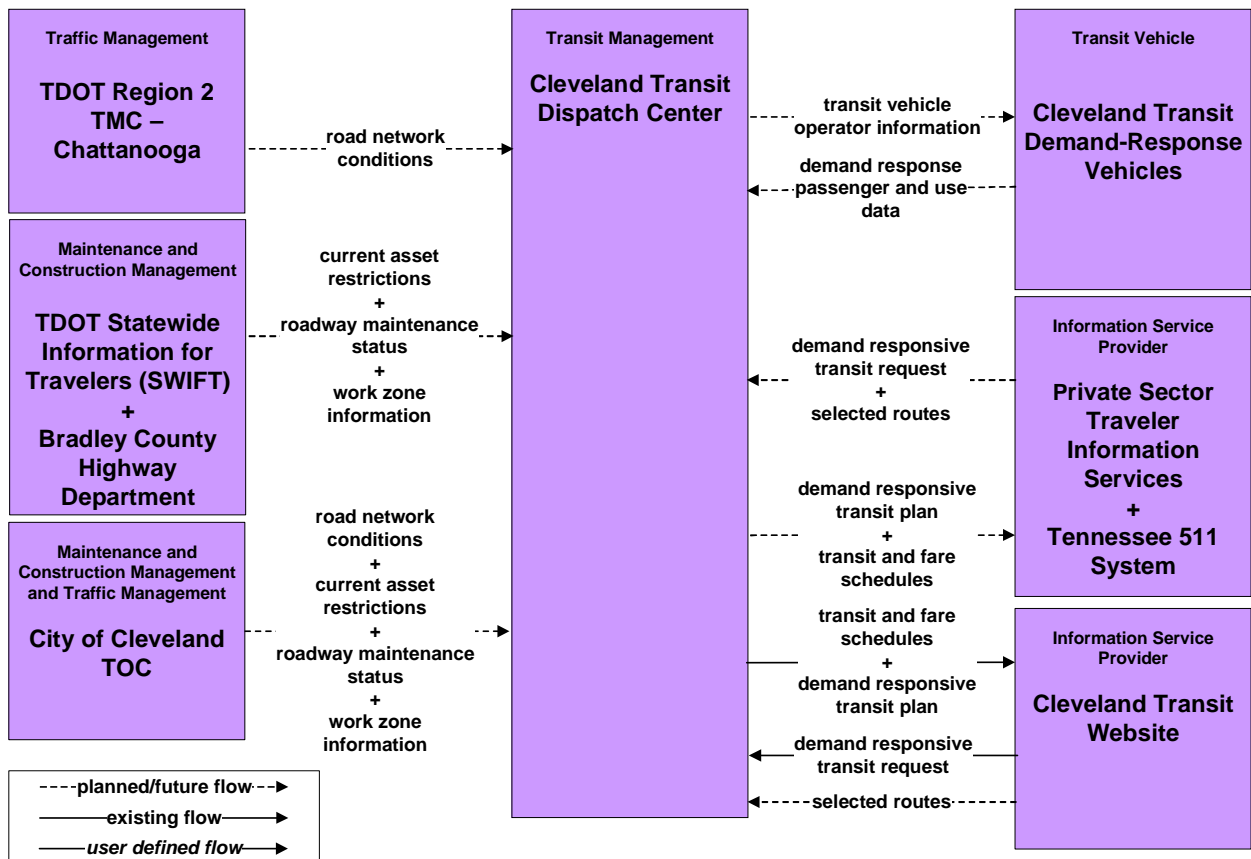 Traffic Management
TDOT Region 2
TMC –
Chattanooga
road network
conditions
Maintenance and
Construction Management
TDOT Statewide
Information for
Travelers (SWIFT)
+
Bradley County
Highway
Department
current asset
restrictions
+
roadway maintenance
status
+
work zone
information
Maintenance and
Construction Management
and Traffic Management
City of Cleveland
TOC
road network
conditions
+
current asset
restrictions
+
roadway maintenance
status
+
work zone
information
Transit Management
Cleveland Transit
Dispatch Center
transit vehicle
operator information
demand response
passenger and use
data
Transit Vehicle
Cleveland Transit
Demand-Response
Vehicles
demand responsive
transit request
+
selected routes
demand responsive
transit plan
+
transit and fare
schedules
Information Service
Provider
Private Sector
Traveler
Information
Services
+
Tennessee 511
System
transit and fare
schedules
+
demand responsive
transit plan
demand responsive
transit request
selected routes
Information Service
Provider
Cleveland Transit
Website
planned/future flow
existing flow
user defined flow